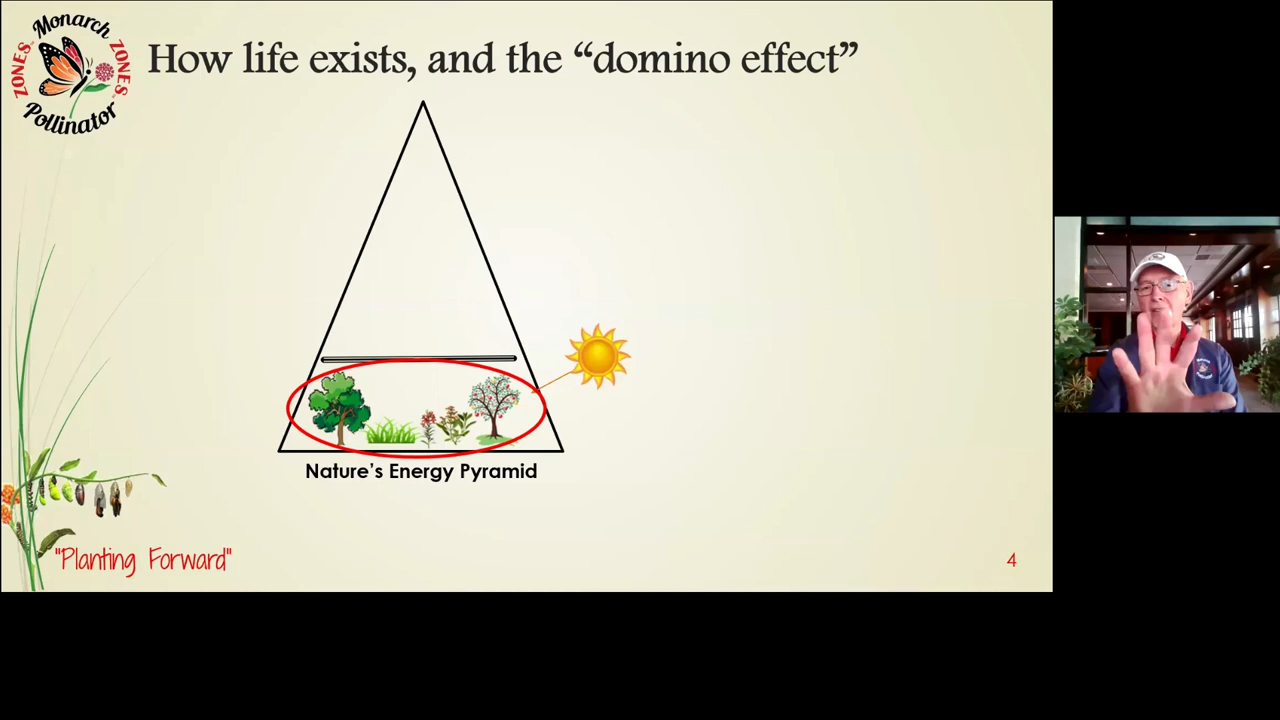 Monarch
ZONES
ZONES
Pollinator
How life exists, and the “domino effect”
Nature's Energy Pyramid
"Planting Forward"
4